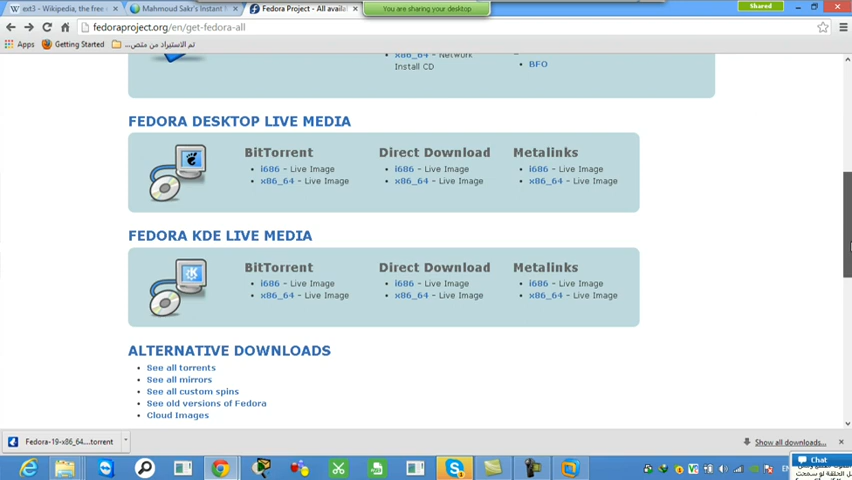 ext3 - Wikipedia, the free
Mahmoud Sakr's Instant
Fedora Project - All availa
You are sharing your desktop
Shared
fedoraproject.org/en/get-fedora-all
Apps
Getting Started
تم الاستيراد من متص...
x86_64 - Network
Install CD
BFO
FEDORA DESKTOP LIVE MEDIA
BitTorrent Direct Download Metalinks
i686 - Live Image i686 - Live Image i686 - Live Image
x86_64 - Live Image x86_64 - Live Image x86_64 - Live Image
FEDORA KDE LIVE MEDIA
BitTorrent Direct Download Metalinks
i686 - Live Image i686 - Live Image i686 - Live Image
x86_64 - Live Image x86_64 - Live Image x86_64 - Live Image
ALTERNATIVE DOWNLOADS
See all torrents
See all mirrors
See all custom spins
See old versions of Fedora
Cloud Images
Fedora-19-x86_64....torrent
Show all downloads...
Chat